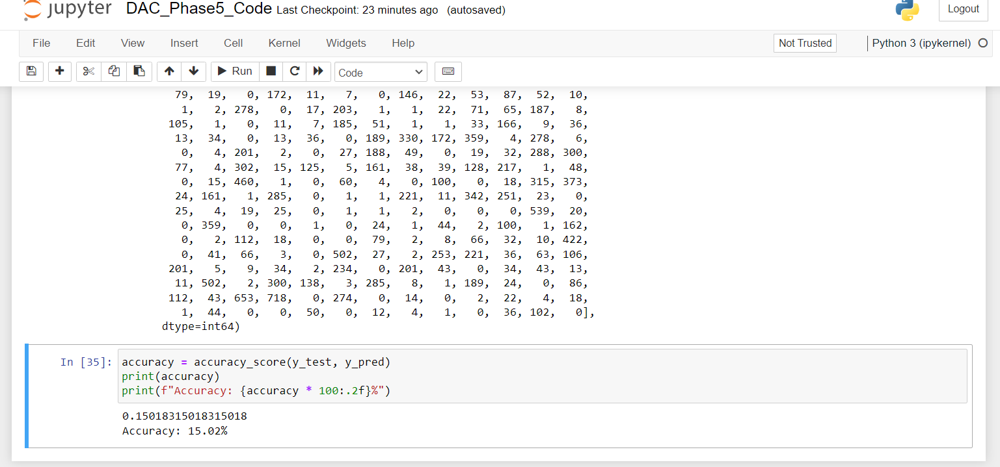 jupyter DAC_Phase5_Code Last Checkpoint: 23 minutes ago (autosaved) Logout
File Edit View Insert Cell Kernel Widgets Help Not Trusted Python 3 (ipykernel)
Run Code
79, 19, 0, 172, 11, 7, 0, 146, 22, 53, 87, 52, 10,
1, 2, 278, 0, 17, 203, 1, 1, 22, 71, 65, 187, 8,
105, 1, 0, 11, 7, 185, 51, 1, 1, 33, 166, 9, 36,
13, 34, 0, 13, 36, 0, 189, 330, 172, 359, 4, 278, 6,
0, 4, 201, 2, 0, 27, 188, 49, 0, 19, 32, 288, 300,
77, 4, 302, 15, 125, 5, 161, 38, 39, 128, 217, 1, 48,
0, 15, 460, 1, 0, 60, 4, 0, 100, 0, 18, 315, 373,
24, 161, 1, 285, 0, 1, 1, 221, 11, 342, 251, 23, 0,
25, 4, 19, 25, 0, 1, 1, 2, 0, 0, 0, 539, 20,
0, 359, 0, 0, 1, 0, 24, 1, 44, 2, 100, 1, 162,
0, 2, 112, 18, 0, 0, 79, 2, 8, 66, 32, 10, 422,
0, 41, 66, 3, 0, 502, 27, 2, 253, 221, 36, 63, 106,
201, 5, 9, 34, 2, 234, 0, 201, 43, 0, 34, 43, 13,
11, 502, 2, 300, 138, 3, 285, 8, 1, 189, 24, 0, 86,
112, 43, 653, 718, 0, 274, 0, 14, 0, 2, 22, 4, 18,
1, 44, 0, 0, 50, 0, 12, 4, 1, 0, 36, 102, 0],
dtype=int64)
In [35]: accuracy = accuracy_score(y_test, y_pred)
print(accuracy)
print(f"Accuracy: {accuracy * 100:.2f}%")
0.15018315018315018
Accuracy: 15.02%